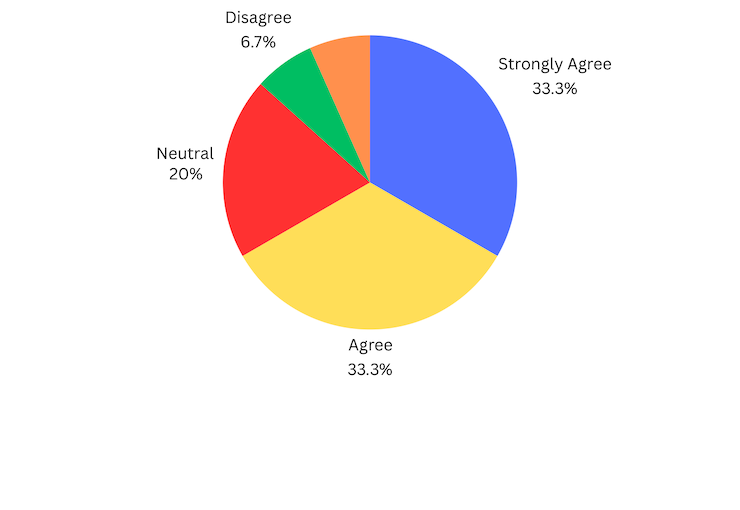 Disagree
6.7%
Strongly Agree
33.3%
Neutral
20%
Agree
33.3%